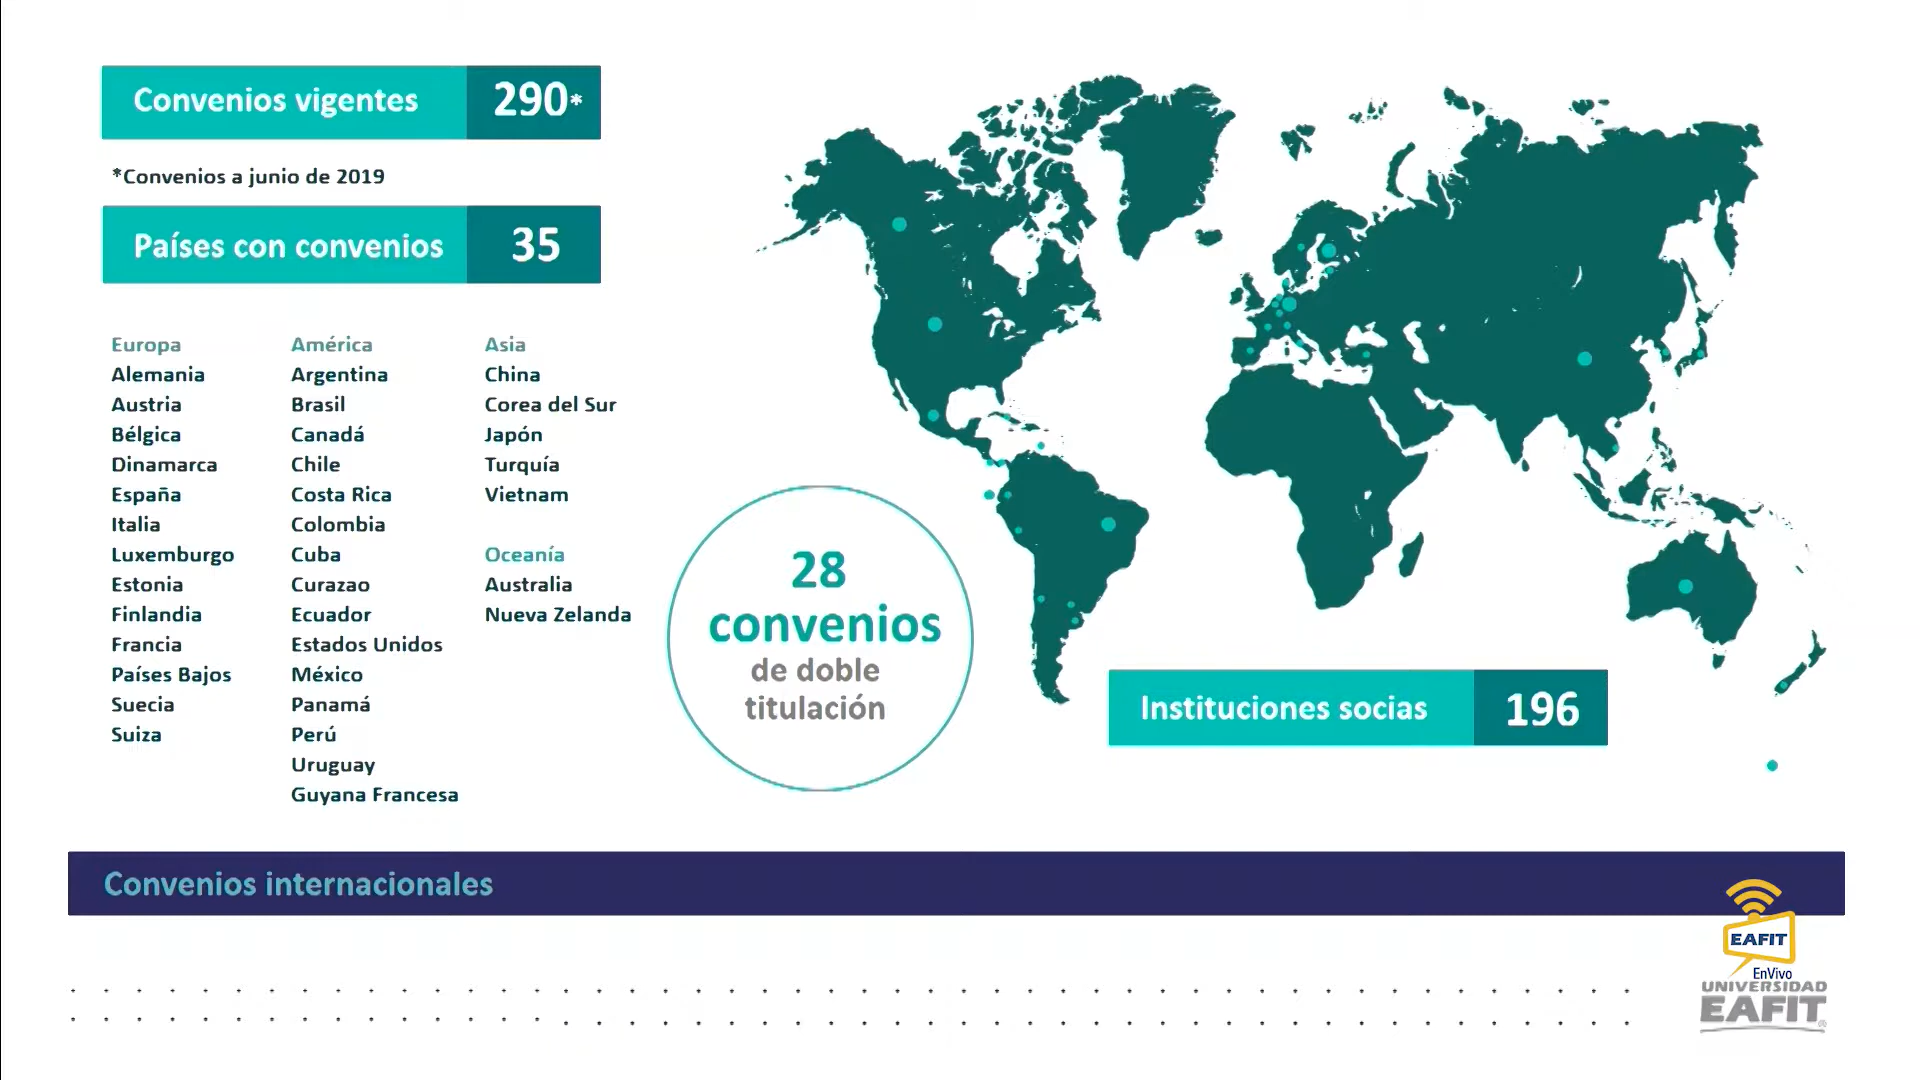 Convenios vigentes 290*
*Convenios a junio de 2019
Países con convenios 35
Europa
Alemania
Austria
Bélgica
Dinamarca
España
Italia
Luxemburgo
Estonia
Finlandia
Francia
Países Bajos
Suecia
Suiza
América
Argentina
Brasil
Canadá
Chile
Costa Rica
Colombia
Cuba
Curazao
Ecuador
Estados Unidos
México
Panamá
Perú
Uruguay
Guyana Francesa
Asia
China
Corea del Sur
Japón
Turquía
Vietnam
Oceanía
Australia
Nueva Zelanda
28
convenios
de doble
titulación
Instituciones socias 196
Convenios internacionales
EAFIT
EnVivo
UNIVERSIDAD
EAFIT®